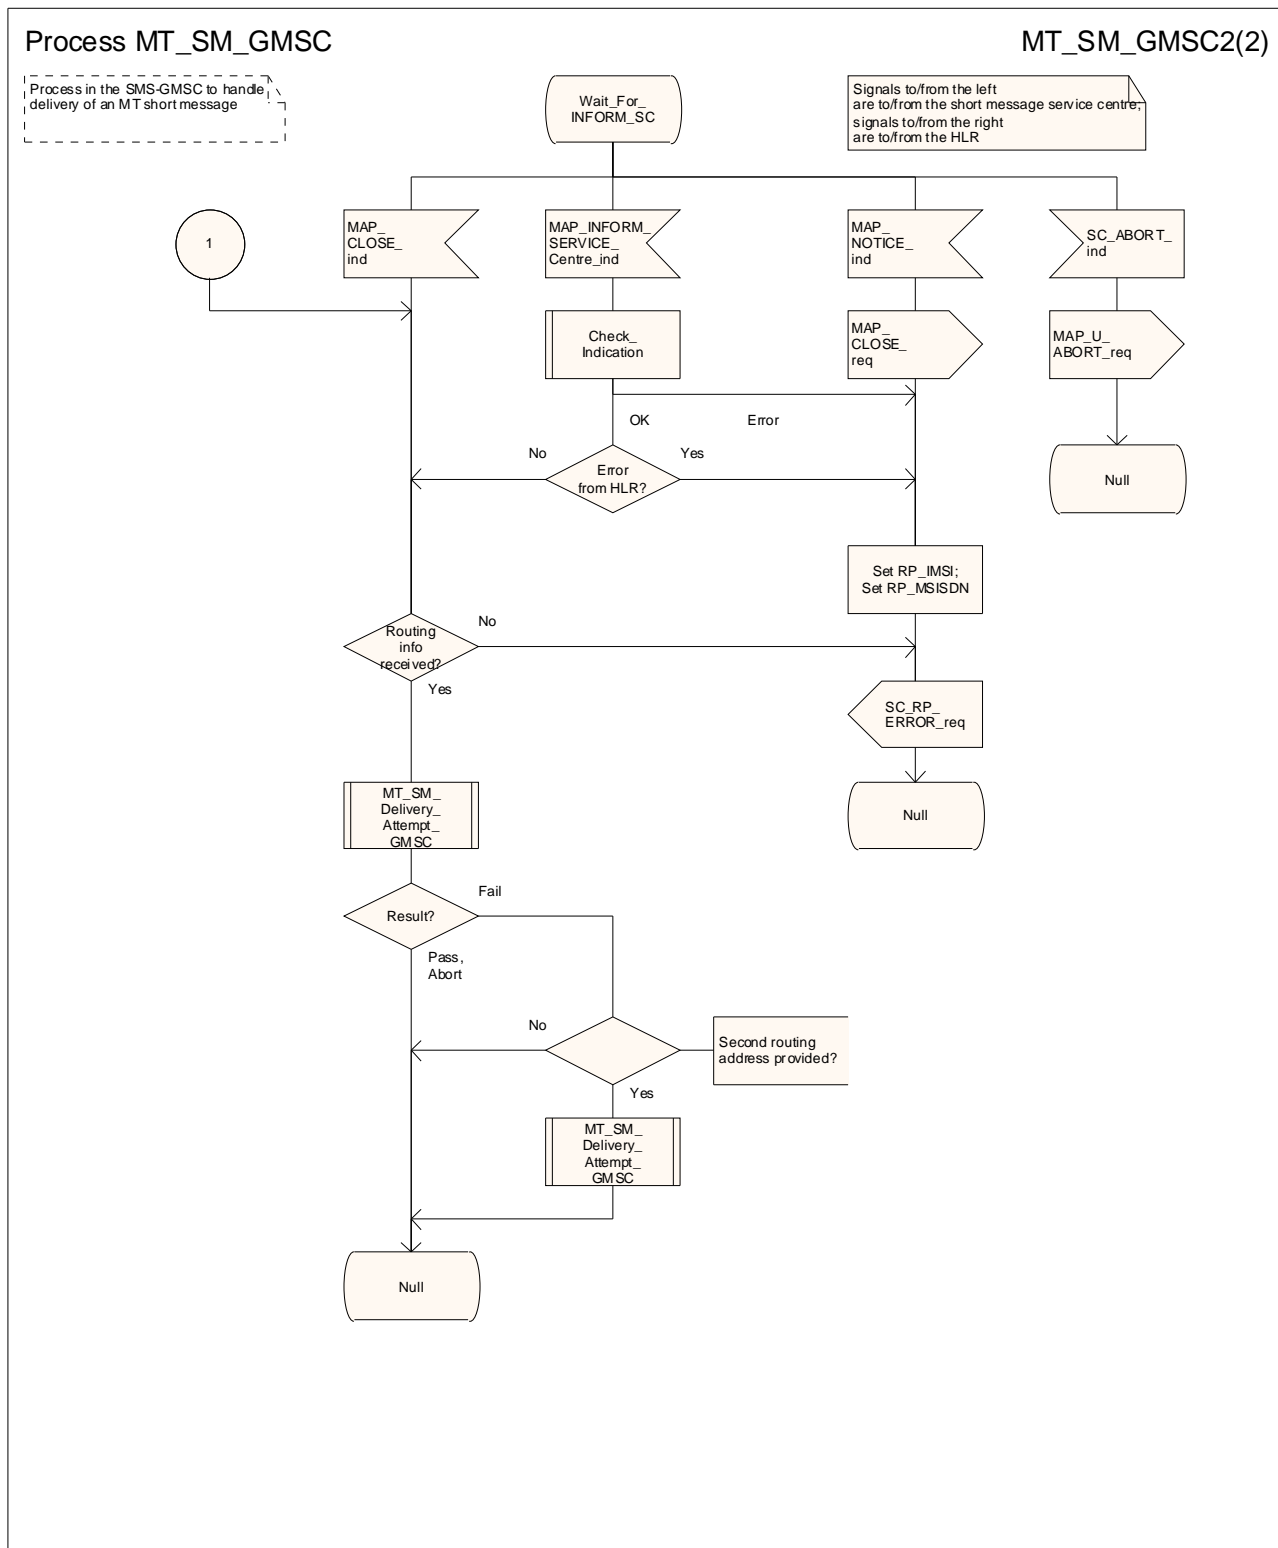 Process MT_SM_GMSC
MT_SM_GMSC2(2)
Process in the SMS-GMSC to handle
delivery of an MT short message
Wait_For_
INFORM_SC
Signals to/from the left
are to/from the short message service centre;
signals to/from the right
are to/from the HLR
1
MAP_
CLOSE_
ind
MAP_INFORM_
SERVICE_
Centre_ind
MAP_
NOTICE_
ind
SC_ABORT_
ind
Check_
Indication
MAP_
CLOSE_
req
MAP_U_
ABORT_req
OK
Error
No
Error
from HLR?
Yes
Null
Set RP_IMSI;
Set RP_MSISDN
Routing
info
received?
No
Yes
SC_RP_
ERROR_req
MT_SM_
Delivery_
Attempt_
GMSC
Null
Result?
Fail
Pass,
Abort
No
Second routing
address provided?
Yes
MT_SM_
Delivery_
Attempt_
GMSC
Null